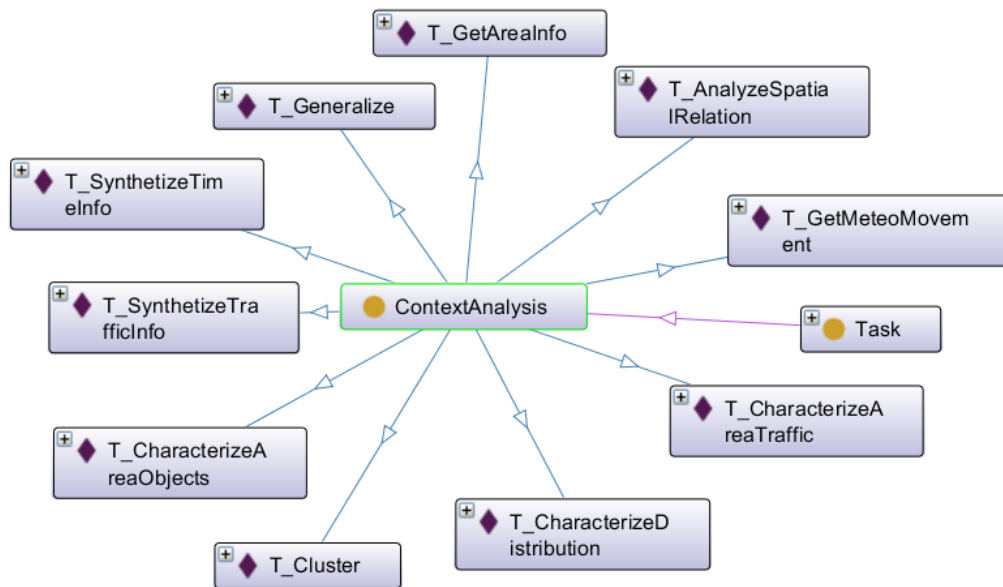 T_GetAreaInfo
T_AnalyzeSpatia
lRelation
T_Generalize
T_SynthetizeTim
eInfo
T_GetMeteoMovem
ent
T_SynthetizeTra
fficInfo
ContextAnalysis
Task
T_CharacterizeA
reaTraffic
T_CharacterizeA
reaObjects
T_CharacterizeD
istribution
T_Cluster